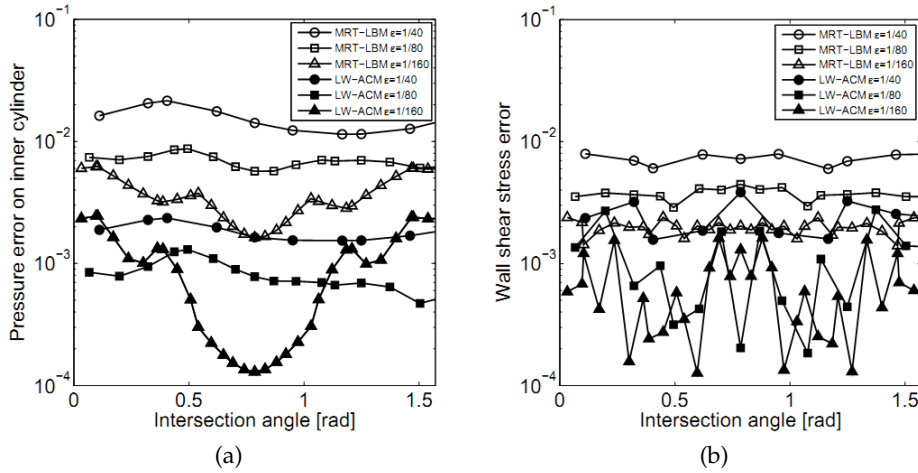 10⁻¹
10⁻²
10⁻³
10⁻⁴
Pressure error on inner cylinder
MRT−LBM ε=1/40
MRT−LBM ε=1/80
MRT−LBM ε=1/160
LW−ACM ε=1/40
LW−ACM ε=1/80
LW−ACM ε=1/160
0 0.5 1 1.5
Intersection angle [rad]
(a)
10⁻¹
10⁻²
10⁻³
10⁻⁴
Wall shear stress error
MRT−LBM ε=1/40
MRT−LBM ε=1/80
MRT−LBM ε=1/160
LW−ACM ε=1/40
LW−ACM ε=1/80
LW−ACM ε=1/160
0 0.5 1 1.5
Intersection angle [rad]
(b)